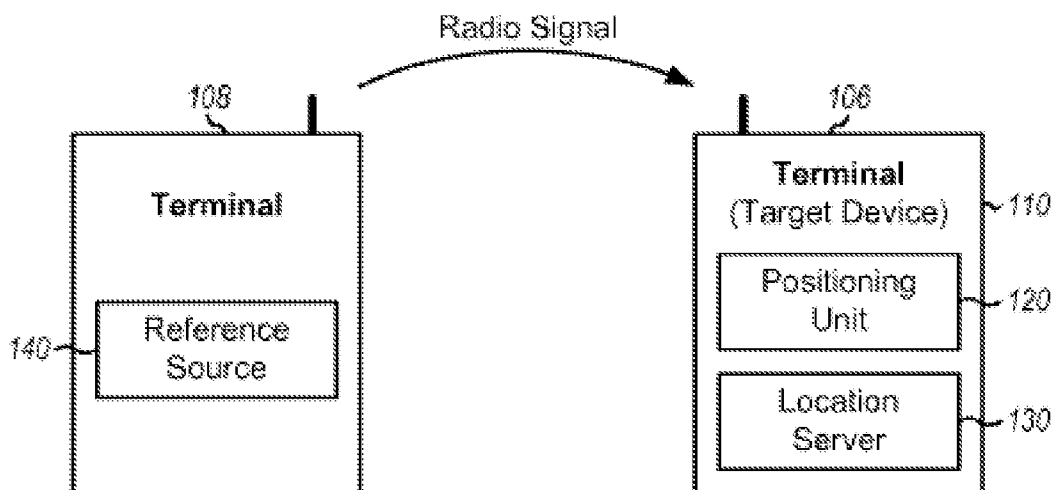 Radio Signal
108
Terminal
Reference
Source
140
106
Terminal
(Target Device)
110
Positioning
Unit
120
Location
Server
130